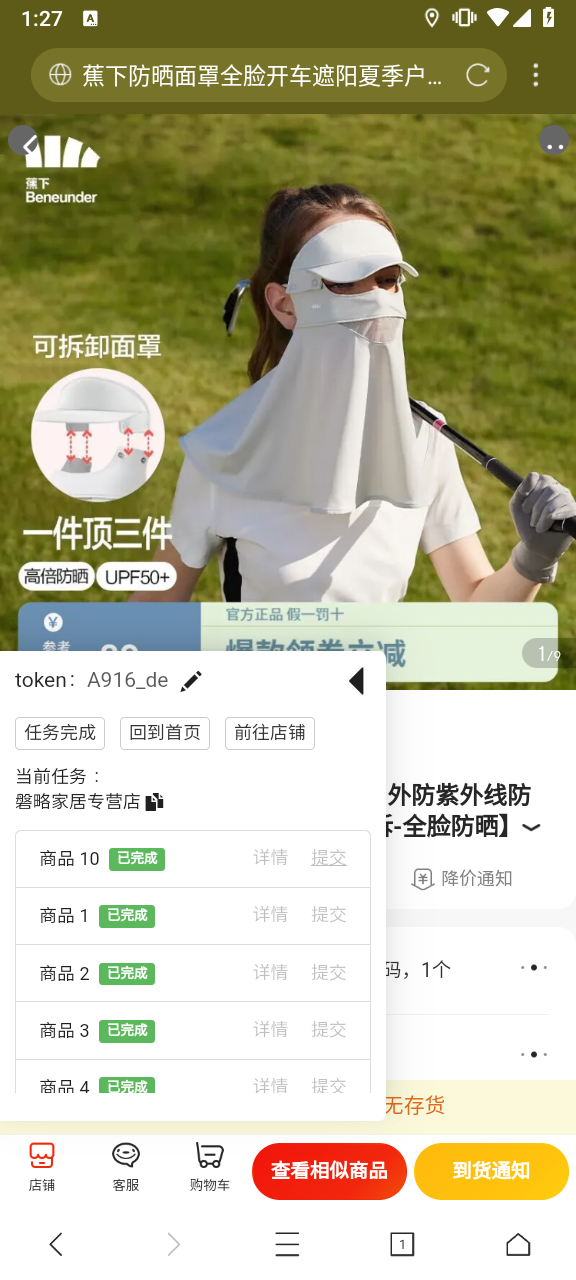 1:27
A
蕉下防晒面罩全脸开车遮阳夏季户...
蕉下
Beneunder
可拆卸面罩
一件顶三件
高倍防晒 UPF50+
官方正品 假一罚十
参考
1/9
token： A916_de
任务完成 回到首页 前往店铺
当前任务：
磐略家居专营店
外防紫外线防
-全脸防晒】
降价通知
商品 10 已完成 详情 提交
商品 1 已完成 详情 提交
商品 2 已完成 详情 提交
码，1个
商品 3 已完成 详情 提交
商品 4 已完成 详情 提交
无存货
店铺 客服 购物车 查看相似商品 到货通知
1